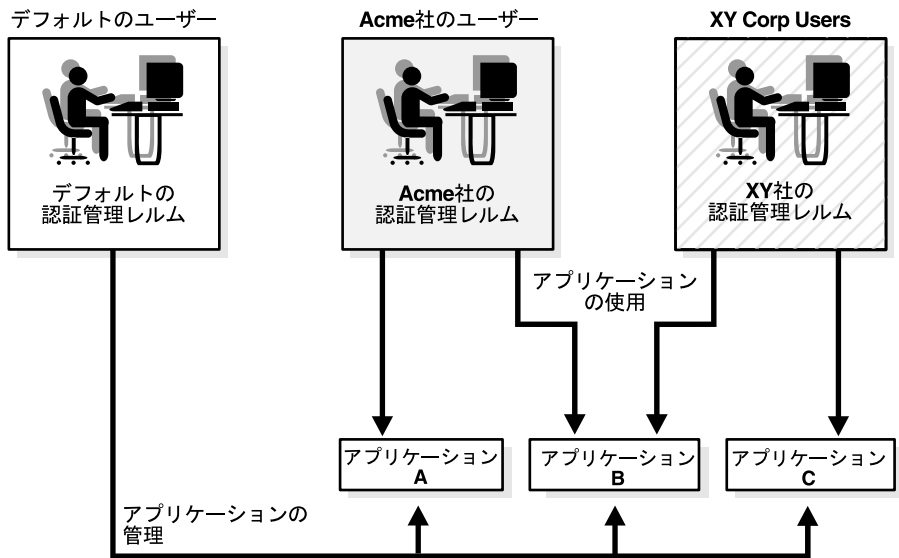 デフォルトのユーザー
Acme社のユーザー
XY Corp Users
デフォルトの
認証管理レルム
Acme社の
認証管理レルム
XY社の
認証管理レルム
アプリケーション
の使用
アプリケーション
A
アプリケーション
B
アプリケーション
C
アプリケーションの
管理